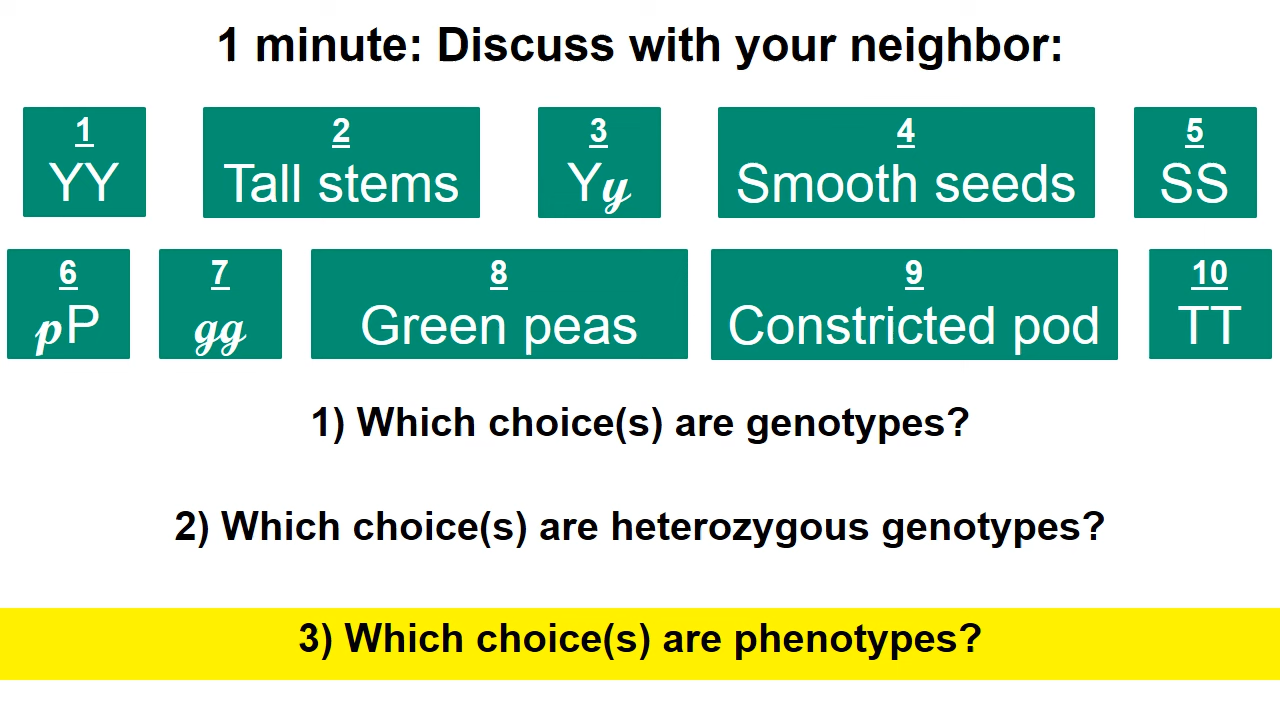 1 minute: Discuss with your neighbor:
1 2 3 4 5
YY Tall stems Yy Smooth seeds SS
6 7 8 9 10
pP gg Green peas Constricted pod TT
1) Which choice(s) are genotypes?
2) Which choice(s) are heterozygous genotypes?
3) Which choice(s) are phenotypes?